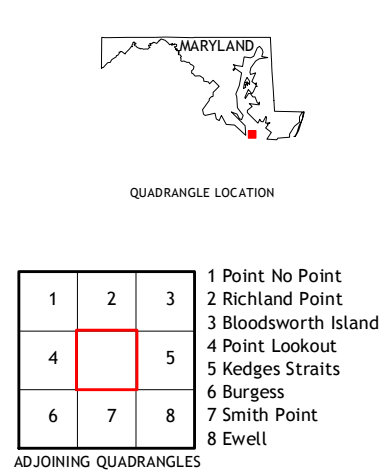 MARYLAND
QUADRANGLE LOCATION
1 2 3
4 5
6 7 8
1 Point No Point
2 Richland Point
3 Bloodsworth Island
4 Point Lookout
5 Kedges Straits
6 Burgess
7 Smith Point
8 Ewell
ADJOINING QUADRANGLES